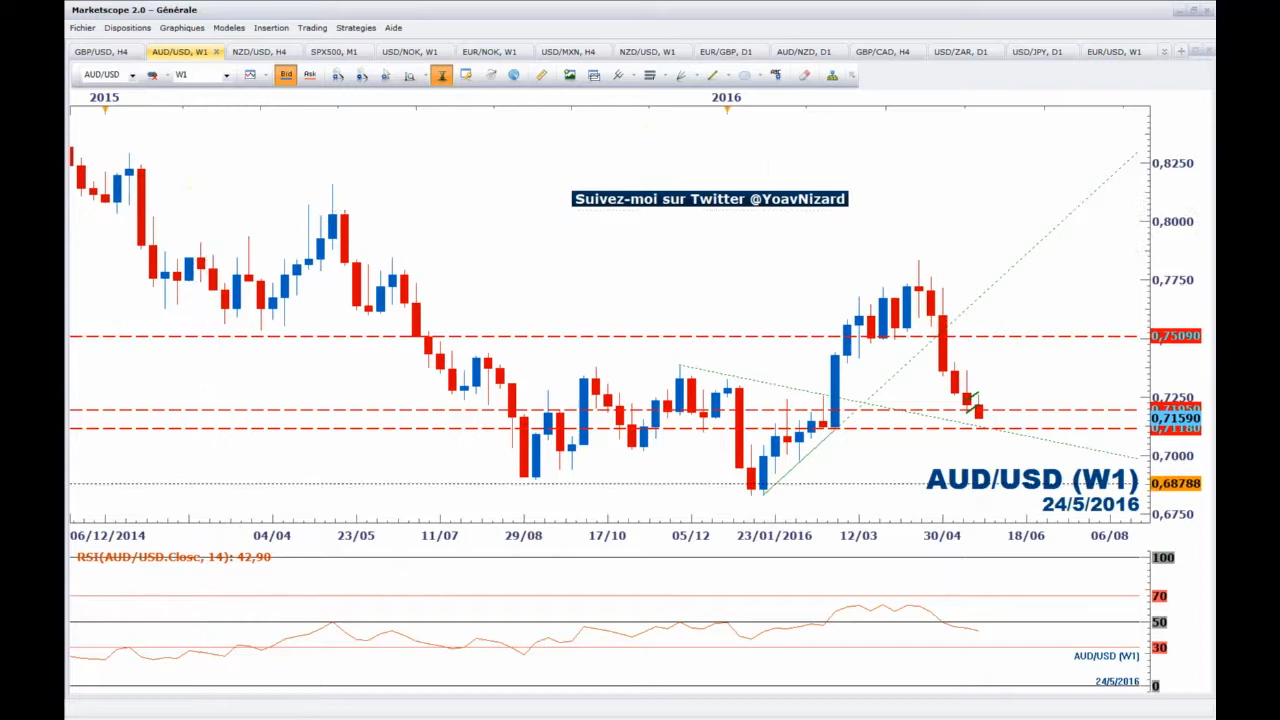 Marketscope 2.0 – Générale
Fichier Dispositions Graphiques Modeles Insertion Trading Strategies Aide
GBP/USD, H4 AUD/USD, W1 NZD/USD, H4 SPX500, M1 USD/NOK, W1 EUR/NOK, W1 USD/MXN, H4 NZD/USD, W1 EUR/GBP, D1 AUD/NZD, D1 GBP/CAD, H4 USD/ZAR, D1 USD/JPY, D1 EUR/USD, W1
AUD/USD W1 Bid Ask
2015 2016
0,8250
Suivez-moi sur Twitter @YoavNizard
0,8000
0,7750
0,75090
0,7250
0,71590
0,71180
0,7000
AUD/USD (W1)
0,68788
24/5/2016
0,6750
06/12/2014 04/04 23/05 11/07 29/08 17/10 05/12 23/01/2016 12/03 30/04 18/06 06/08
RSI(AUD/USD.Close, 14): 42,90
100
70
50
30
AUD/USD (W1)
24/5/2016
0